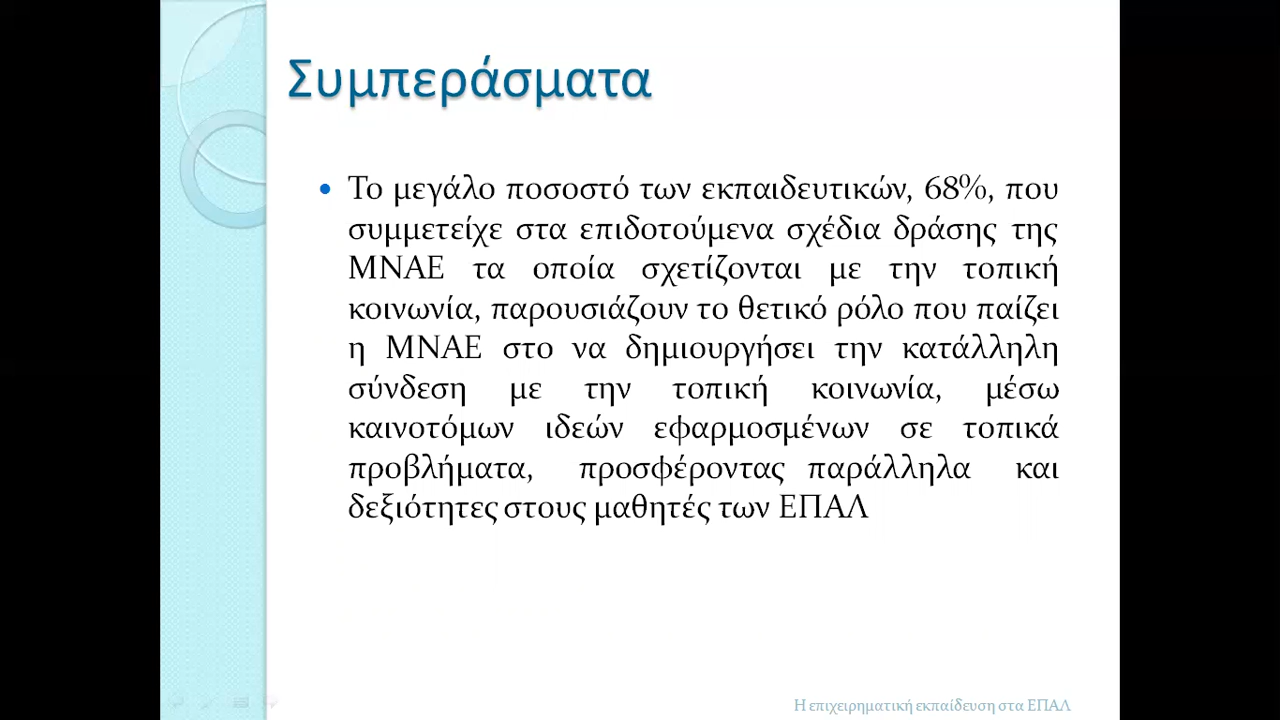 Συμπεράσματα
• Το μεγάλο ποσοστό των εκπαιδευτικών, 68%, που
συμμετείχε στα επιδοτούμενα σχέδια δράσης της
ΜΝΑΕ τα οποία σχετίζονται με την τοπική
κοινωνία, παρουσιάζουν το θετικό ρόλο που παίζει
η ΜΝΑΕ στο να δημιουργήσει την κατάλληλη
σύνδεση με την τοπική κοινωνία, μέσω
καινοτόμων ιδεών εφαρμοσμένων σε τοπικά
προβλήματα, προσφέροντας παράλληλα και
δεξιότητες στους μαθητές των ΕΠΑΛ
Η επιχειρηματική εκπαίδευση στα ΕΠΑΛ